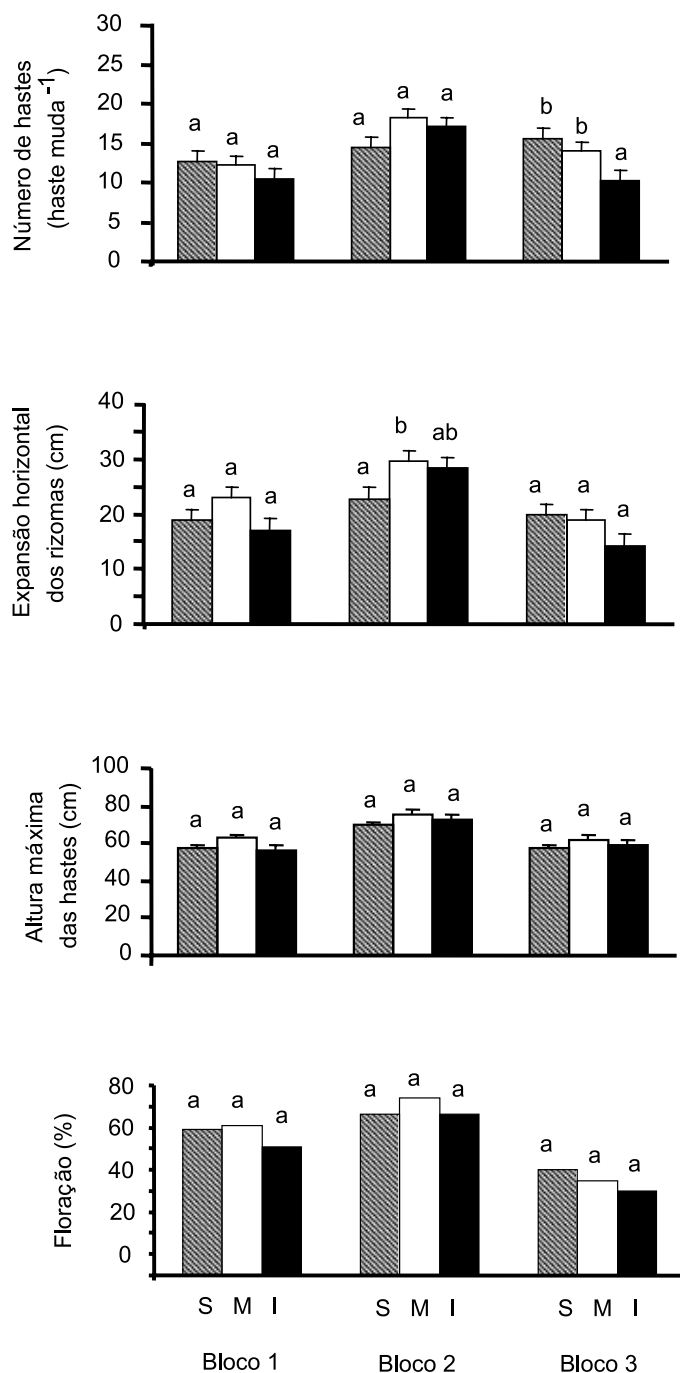 Número de hastes
(haste muda⁻¹)
30
25
20
15
10
5
0
a a a
a a a
b b a
Expansão horizontal
dos rizomas (cm)
40
30
20
10
0
a a a
a b ab
a a a
Altura máxima
das hastes (cm)
100
80
60
40
20
0
a a a
a a a
a a a
Floração (%)
80
60
40
20
0
a a a
a a a
a a a
S M I S M I S M I
Bloco 1 Bloco 2 Bloco 3